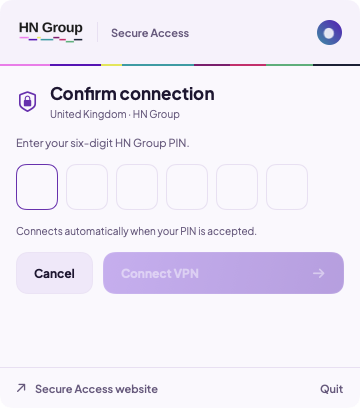 HN Group
Secure Access
Confirm connection
United Kingdom · HN Group
Enter your six-digit HN Group PIN.
Connects automatically when your PIN is accepted.
Cancel
Connect VPN
Secure Access website
Quit